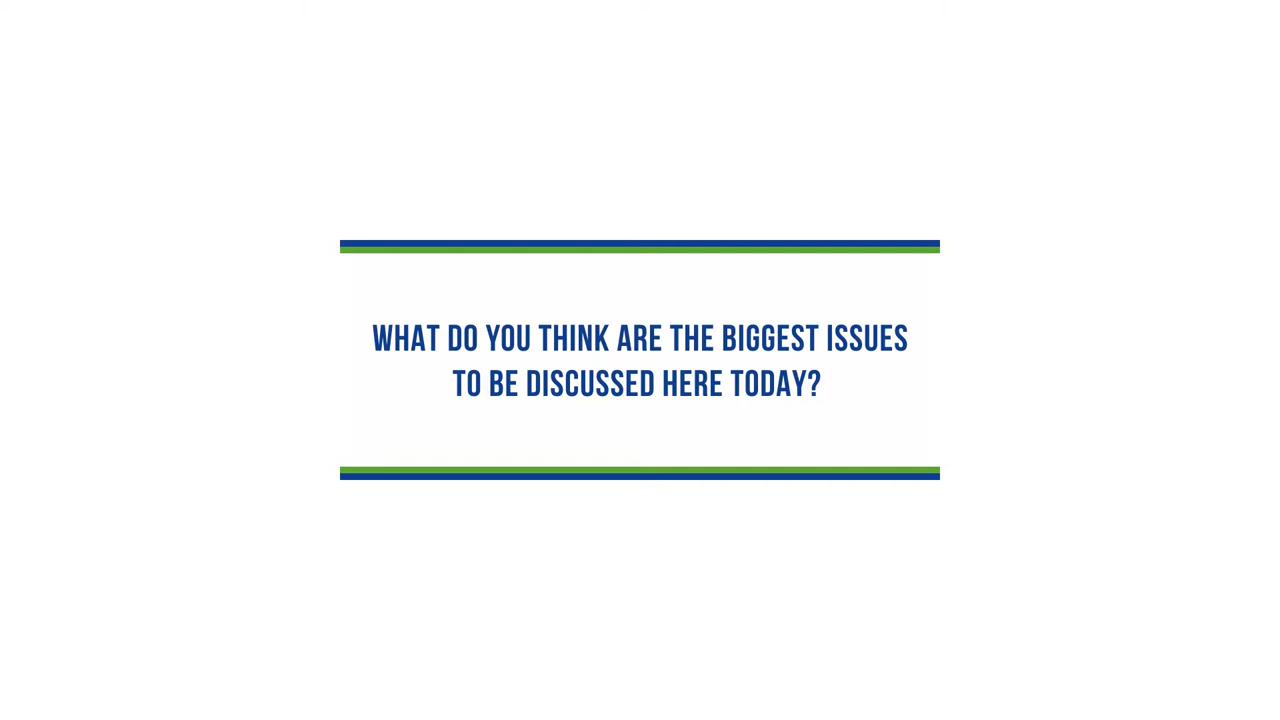 WHAT DO YOU THINK ARE THE BIGGEST ISSUES
TO BE DISCUSSED HERE TODAY?